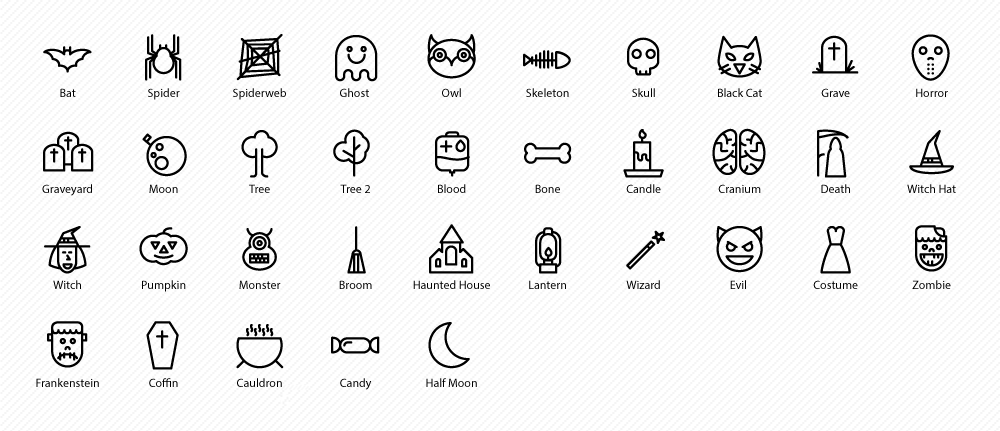 Bat Spider Spiderweb Ghost Owl Skeleton Skull Black Cat Grave Horror
Graveyard Moon Tree Tree 2 Blood Bone Candle Cranium Death Witch Hat
Witch Pumpkin Monster Broom Haunted House Lantern Wizard Evil Costume Zombie
Frankenstein Coffin Cauldron Candy Half Moon